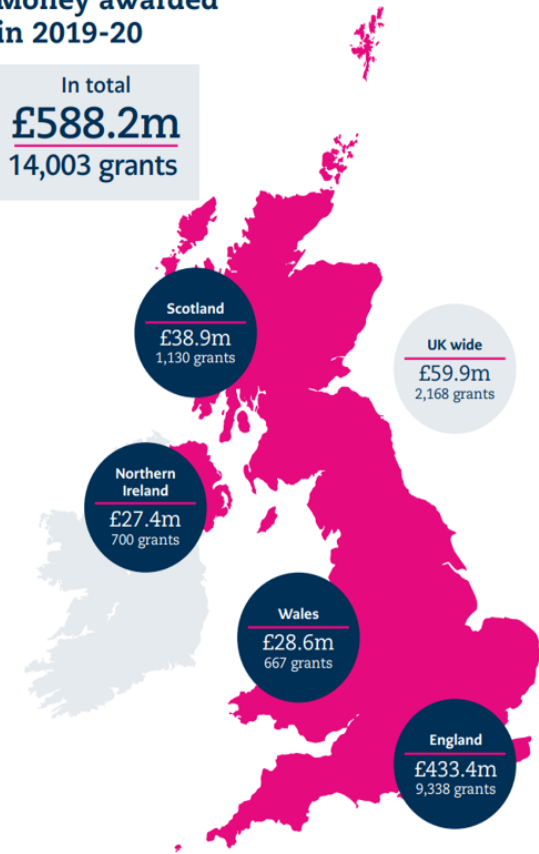 Money awarded
in 2019-20
In total
£588.2m
14,003 grants
Scotland
£38.9m
1,130 grants
UK wide
£59.9m
2,168 grants
Northern
Ireland
£27.4m
700 grants
Wales
£28.6m
667 grants
England
£433.4m
9,338 grants